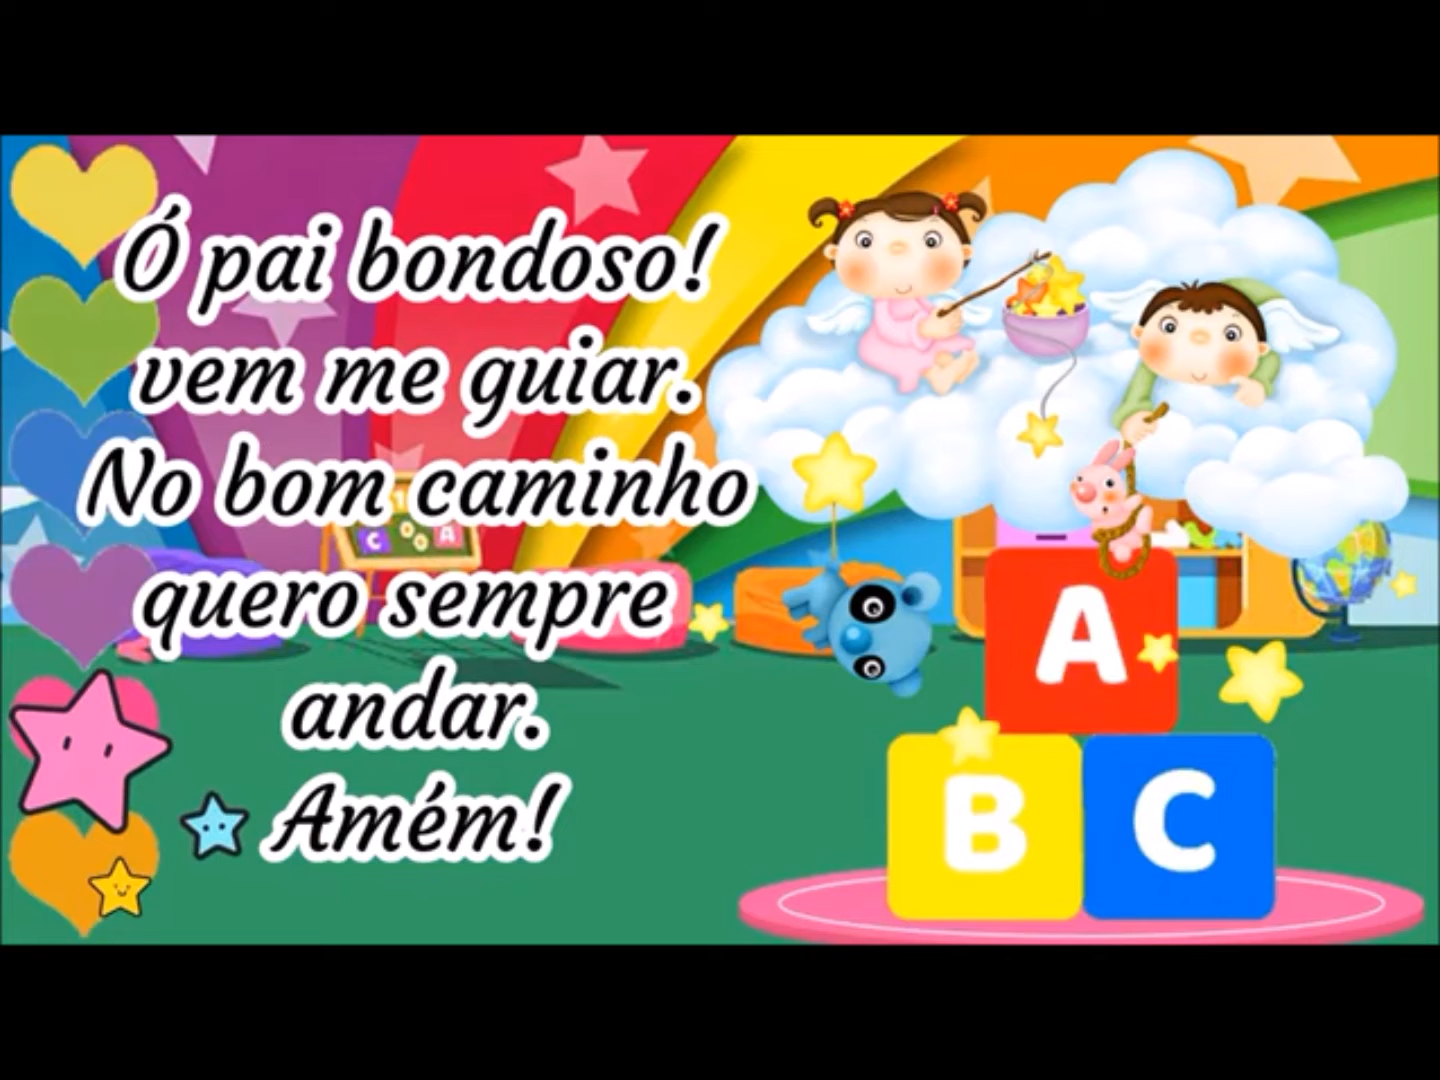 Ó pai bondoso!
vem me guiar.
No bom caminho
quero sempre
andar.
Amém!
A
B C